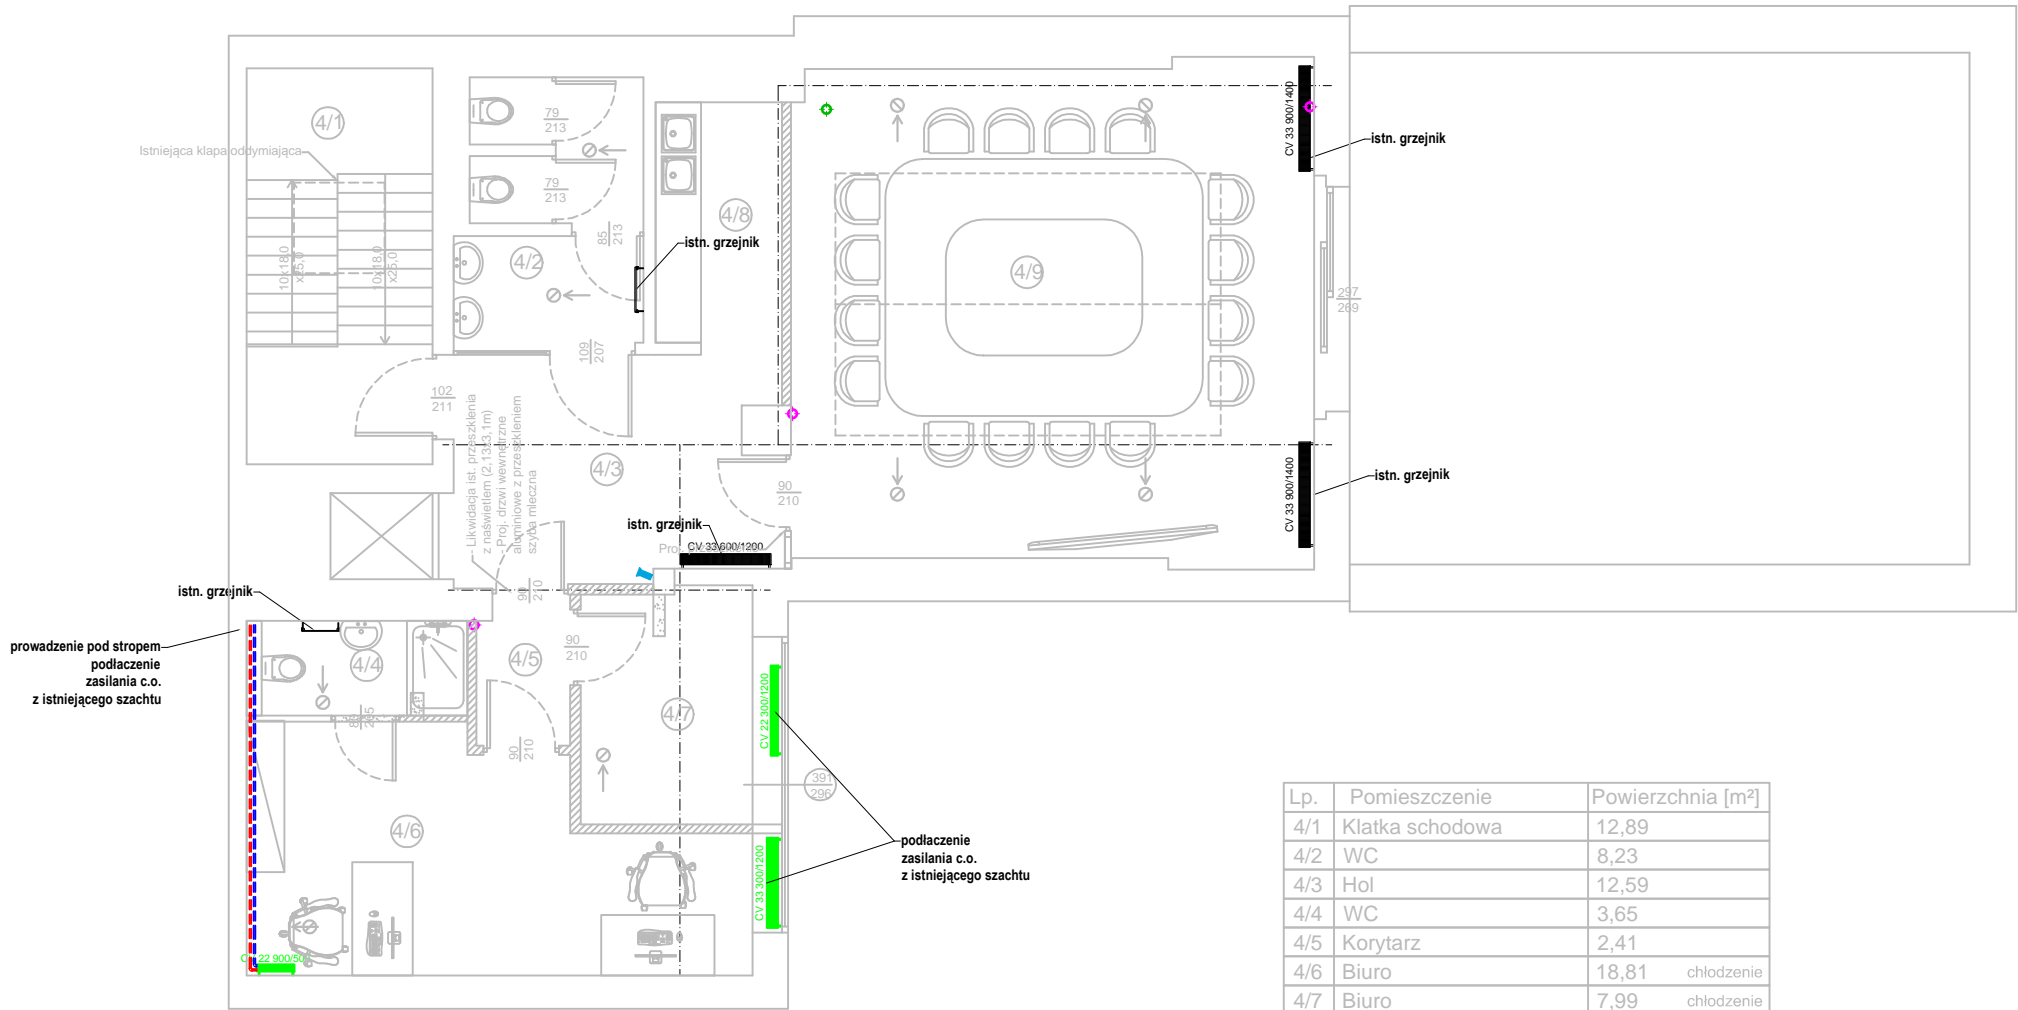 4/1
Istniejąca klapa oddymiająca
10x18,0
x25,0
10x18,0
x25,0
79
213
79
213
85
213
4/2
istn. grzejnik
4/8
109
207
102
211
4/9
CV 33 900/1400
istn. grzejnik
297
269
CV 33 900/1400
istn. grzejnik
- Likwidacja ist. przeszklenia
z naświetlem (2,13x3,1m)
- Proj. drzwi wewnętrzne
aluminiowe z przeszkleniem
szyba mleczna
4/3
90
210
istn. grzejnik
CV 33 600/1200
90
210
istn. grzejnik
prowadzenie pod stropem
podłaczenie
zasilania c.o.
z istniejącego szachtu
4/4
4/5
90
210
90
210
4/7
CV 22 300/1200
391
296
4/6
CV 33 300/1200
podłaczenie
zasilania c.o.
z istniejącego szachtu
22 900/500
Lp. Pomieszczenie Powierzchnia [m²]
4/1 Klatka schodowa 12,89
4/2 WC 8,23
4/3 Hol 12,59
4/4 WC 3,65
4/5 Korytarz 2,41
4/6 Biuro 18,81 chłodzenie
4/7 Biuro 7,99 chłodzenie